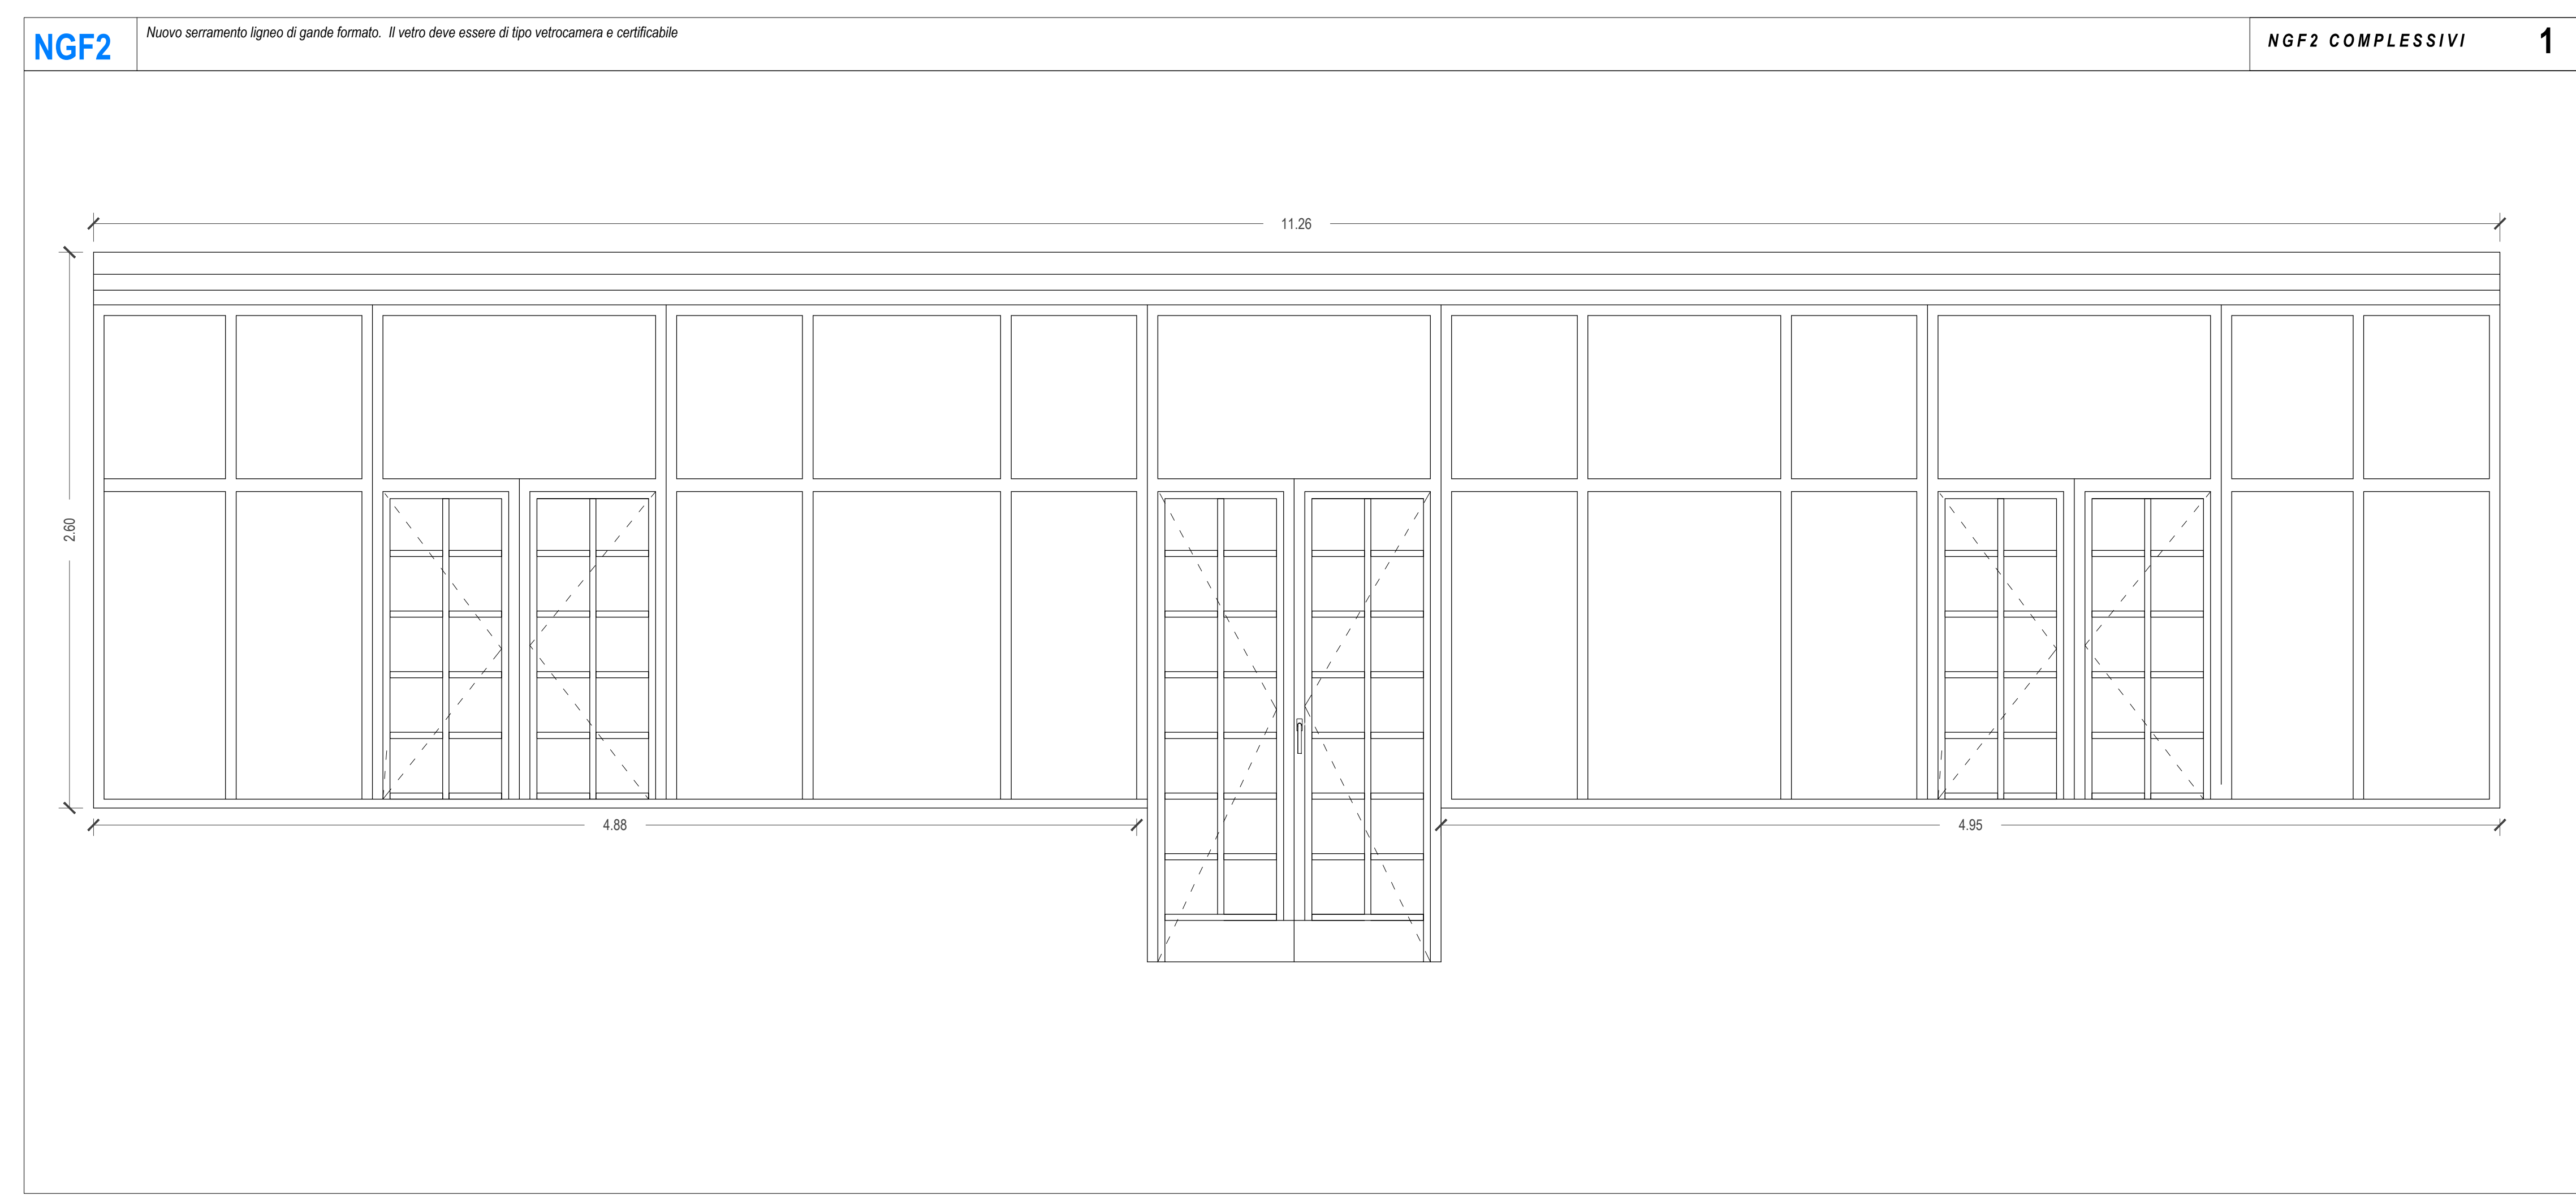 NGF2
Nuovo serramento ligneo di gande formato. Il vetro deve essere di tipo vetrocamera e certificabile
NGF2 COMPLESSIVI
1
11.26
2.60
4.88
4.95